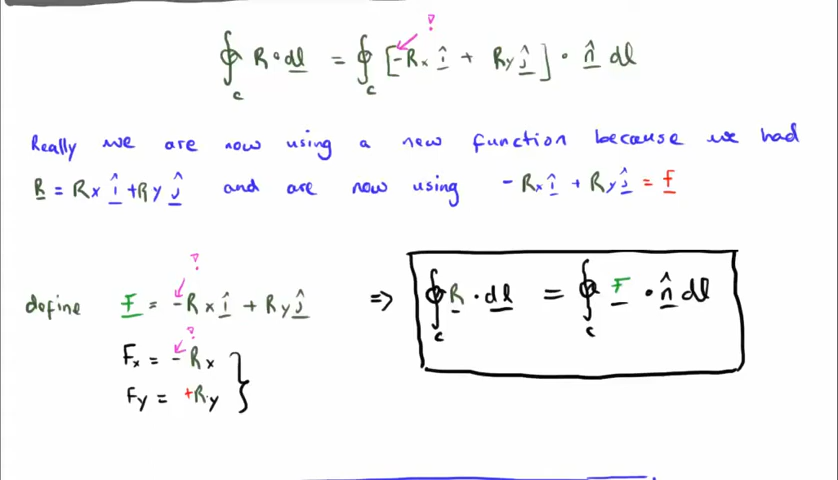 ?
∮c R · dl = ∮c [-Rx î + Ry ĵ] · n̂ dl
Really we are now using a new function because we had
R = Rx î + Ry ĵ and are now using -Rx î + Ry ĵ = f
?
define F = -Rx î + Ry ĵ => ∮c R · dl = ∮c F · n̂ dl
?
Fx = -Rx
Fy = +Ry